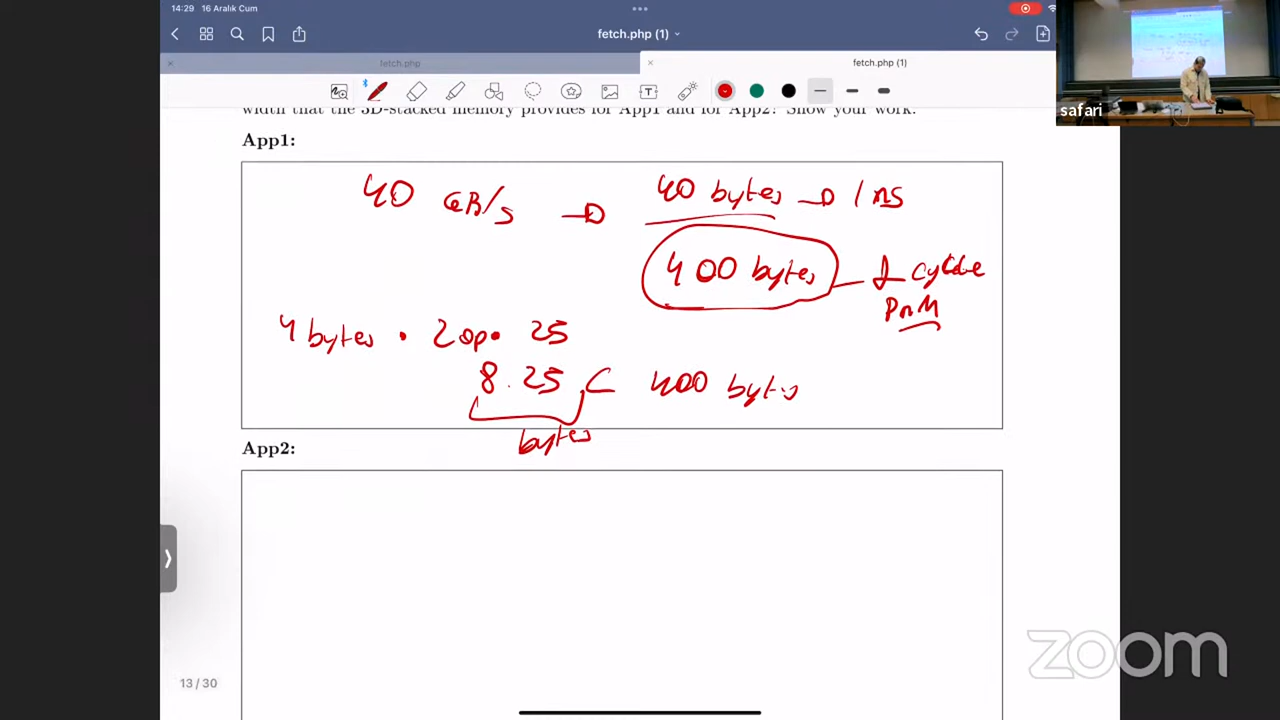 14:29 16 Aralık Cum
fetch.php (1)
fetch.php
fetch.php (1)
width that the 3D-stacked memory provides for App1 and for App2? Show your work.
safari
App1:
40 GB/s → 40 bytes → 1 ns
400 bytes - 1 cycle
PnM
4 bytes . 2 op . 25
8 . 25 < 400 bytes
bytes
App2:
13 / 30
zoom